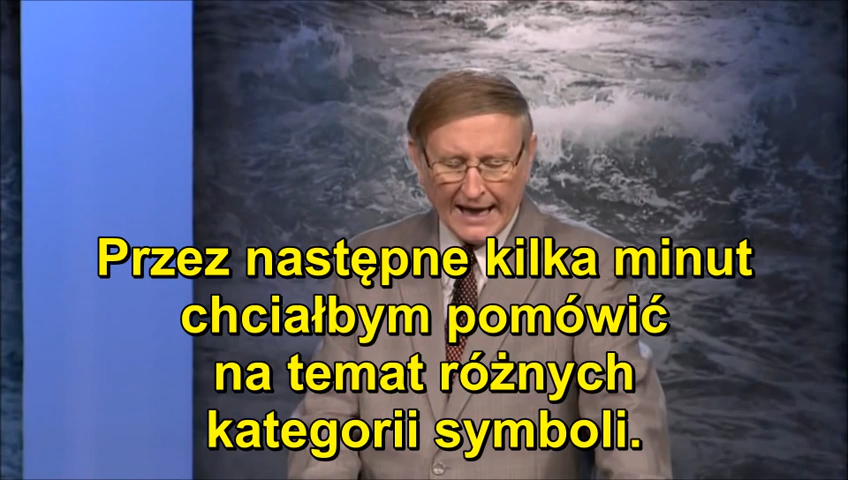 Przez następne kilka minut
chciałbym pomówić
na temat różnych
kategorii symboli.